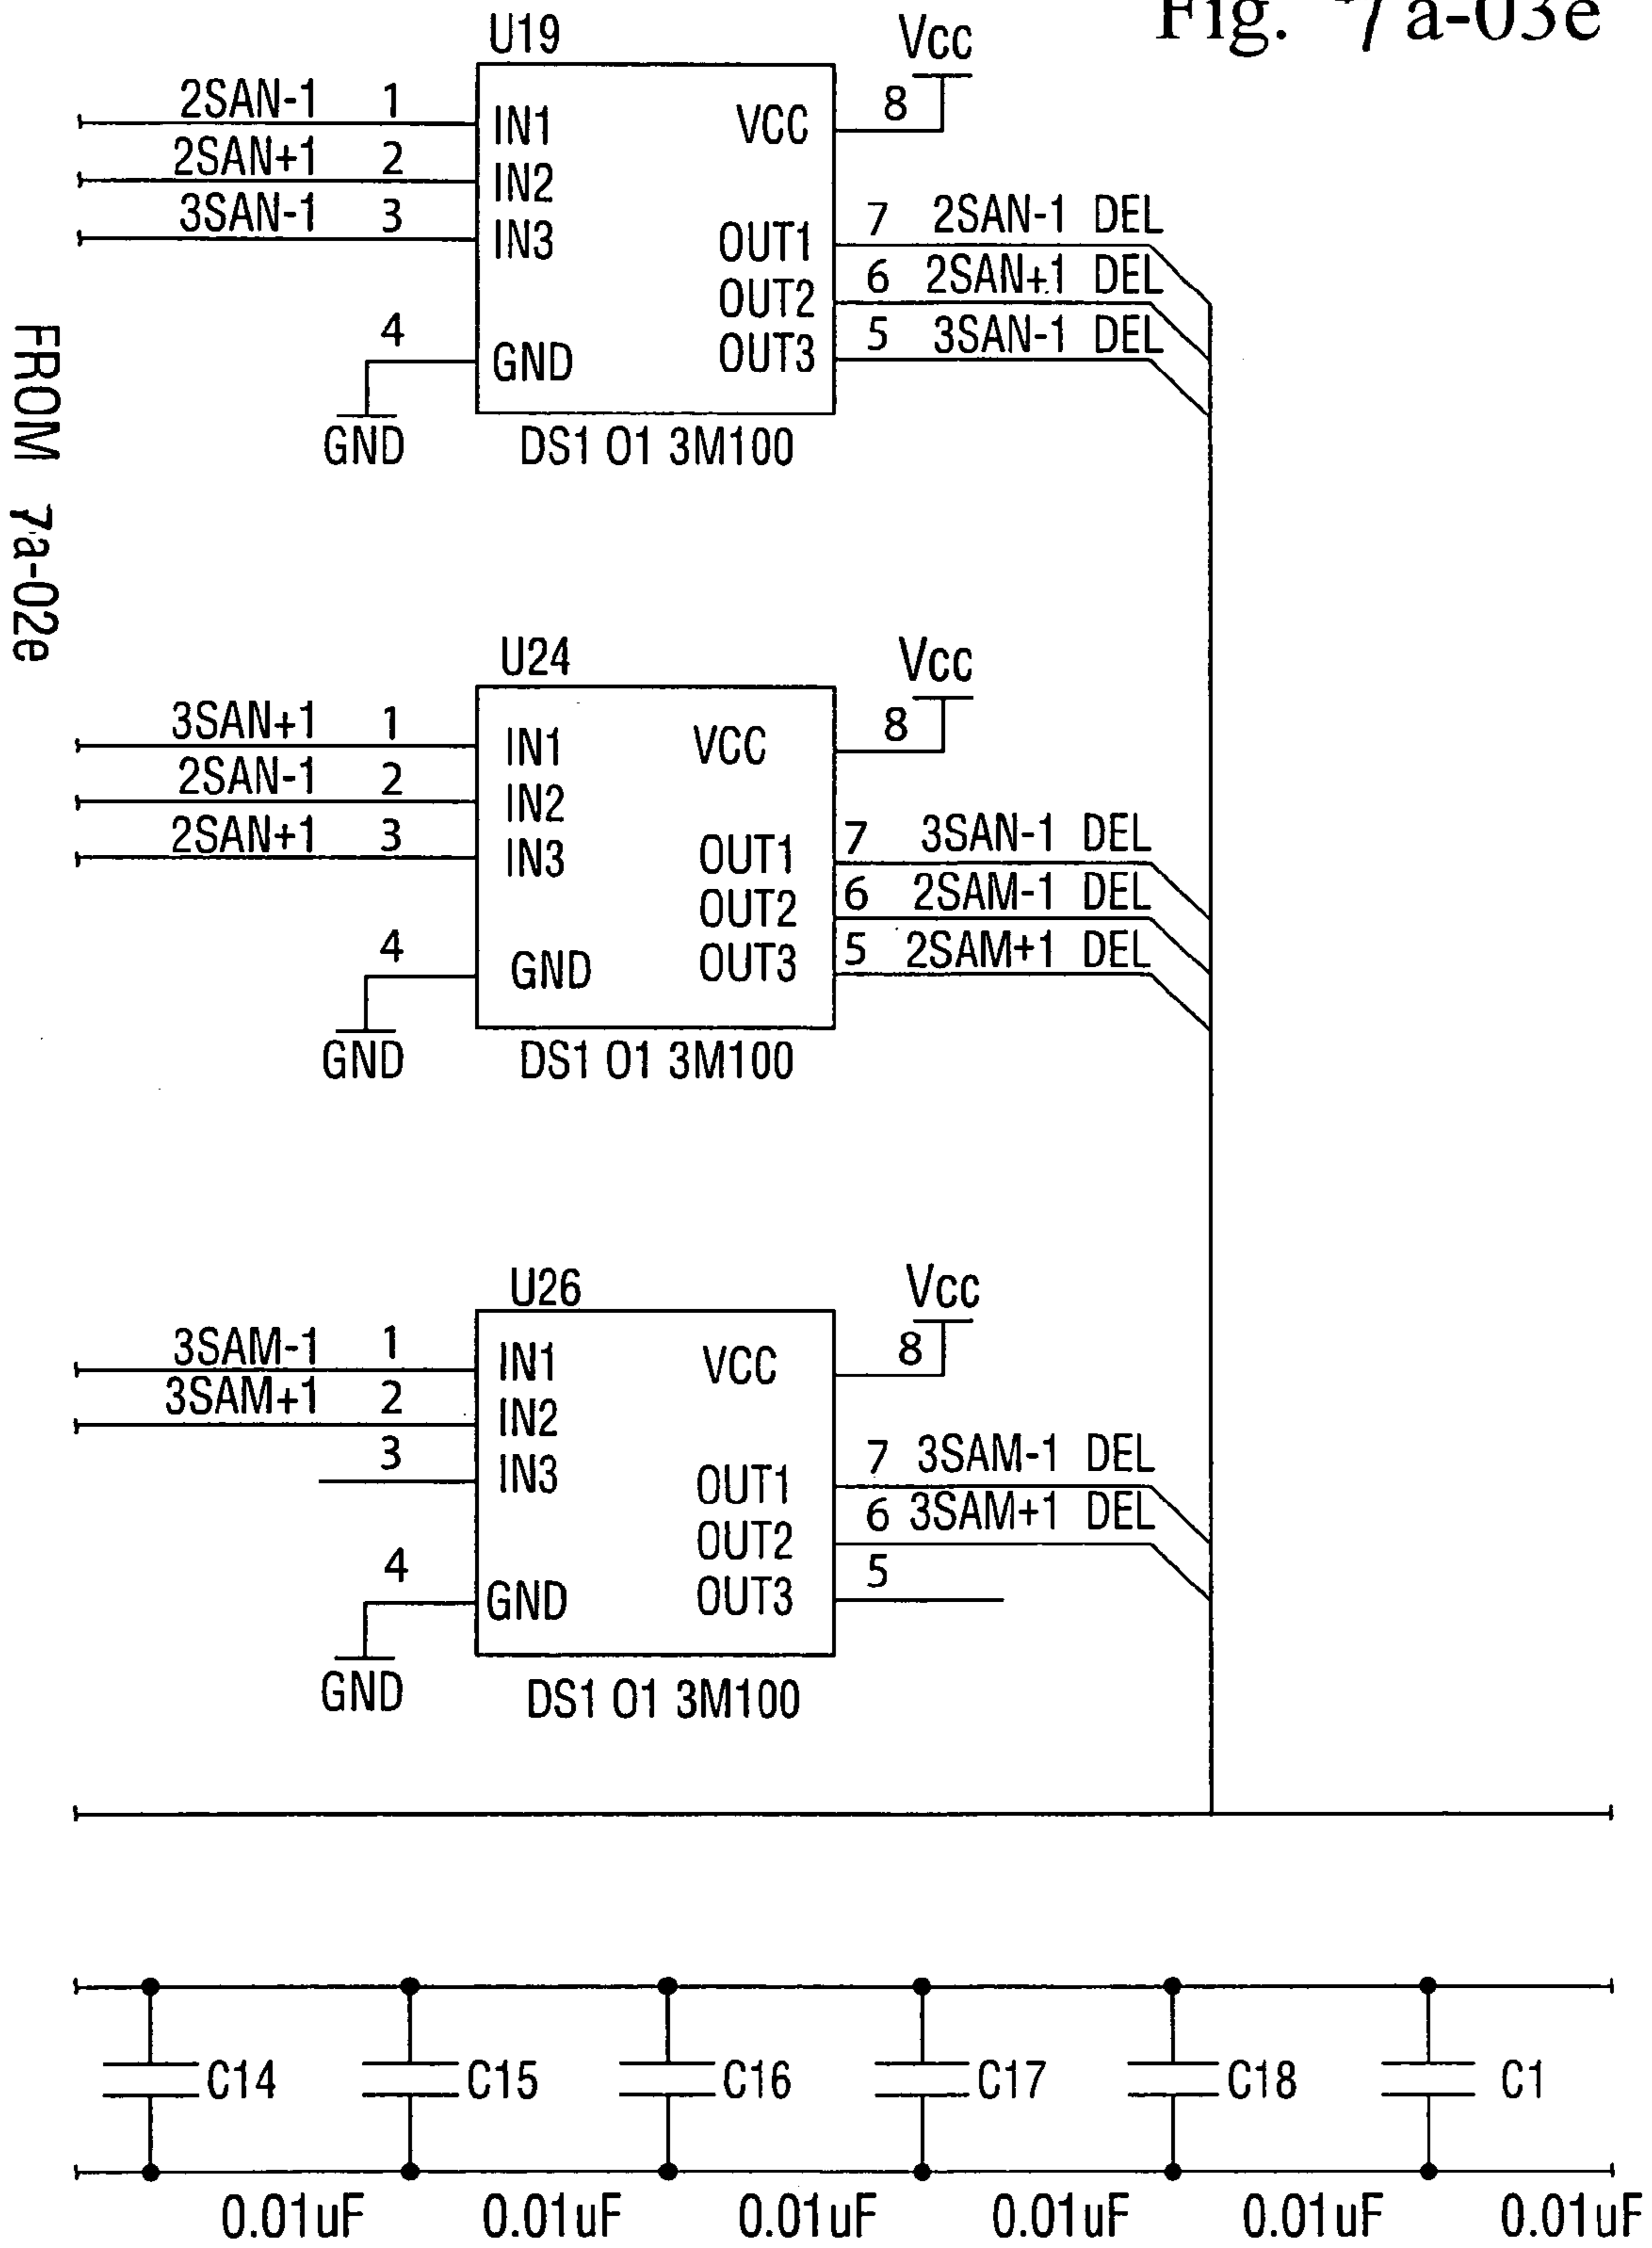 Fig. 7a-03e
FROM 7a-02e
U19
Vcc
2SAN-1 1 IN1 VCC 8
2SAN+1 2 IN2
3SAN-1 3 IN3 OUT1 7 2SAN-1 DEL
OUT2 6 2SAN+1 DEL
4 GND OUT3 5 3SAN-1 DEL
GND
DS1 O1 3M100
U24
Vcc
3SAN+1 1 IN1 VCC 8
2SAN-1 2 IN2
2SAN+1 3 IN3 OUT1 7 3SAN-1 DEL
OUT2 6 2SAM-1 DEL
4 GND OUT3 5 2SAM+1 DEL
GND
DS1 O1 3M100
U26
Vcc
3SAM-1 1 IN1 VCC 8
3SAM+1 2 IN2
3 IN3 OUT1 7 3SAM-1 DEL
OUT2 6 3SAM+1 DEL
4 GND OUT3 5
GND
DS1 O1 3M100
C14 C15 C16 C17 C18 C1
0.01uF 0.01uF 0.01uF 0.01uF 0.01uF 0.01uF